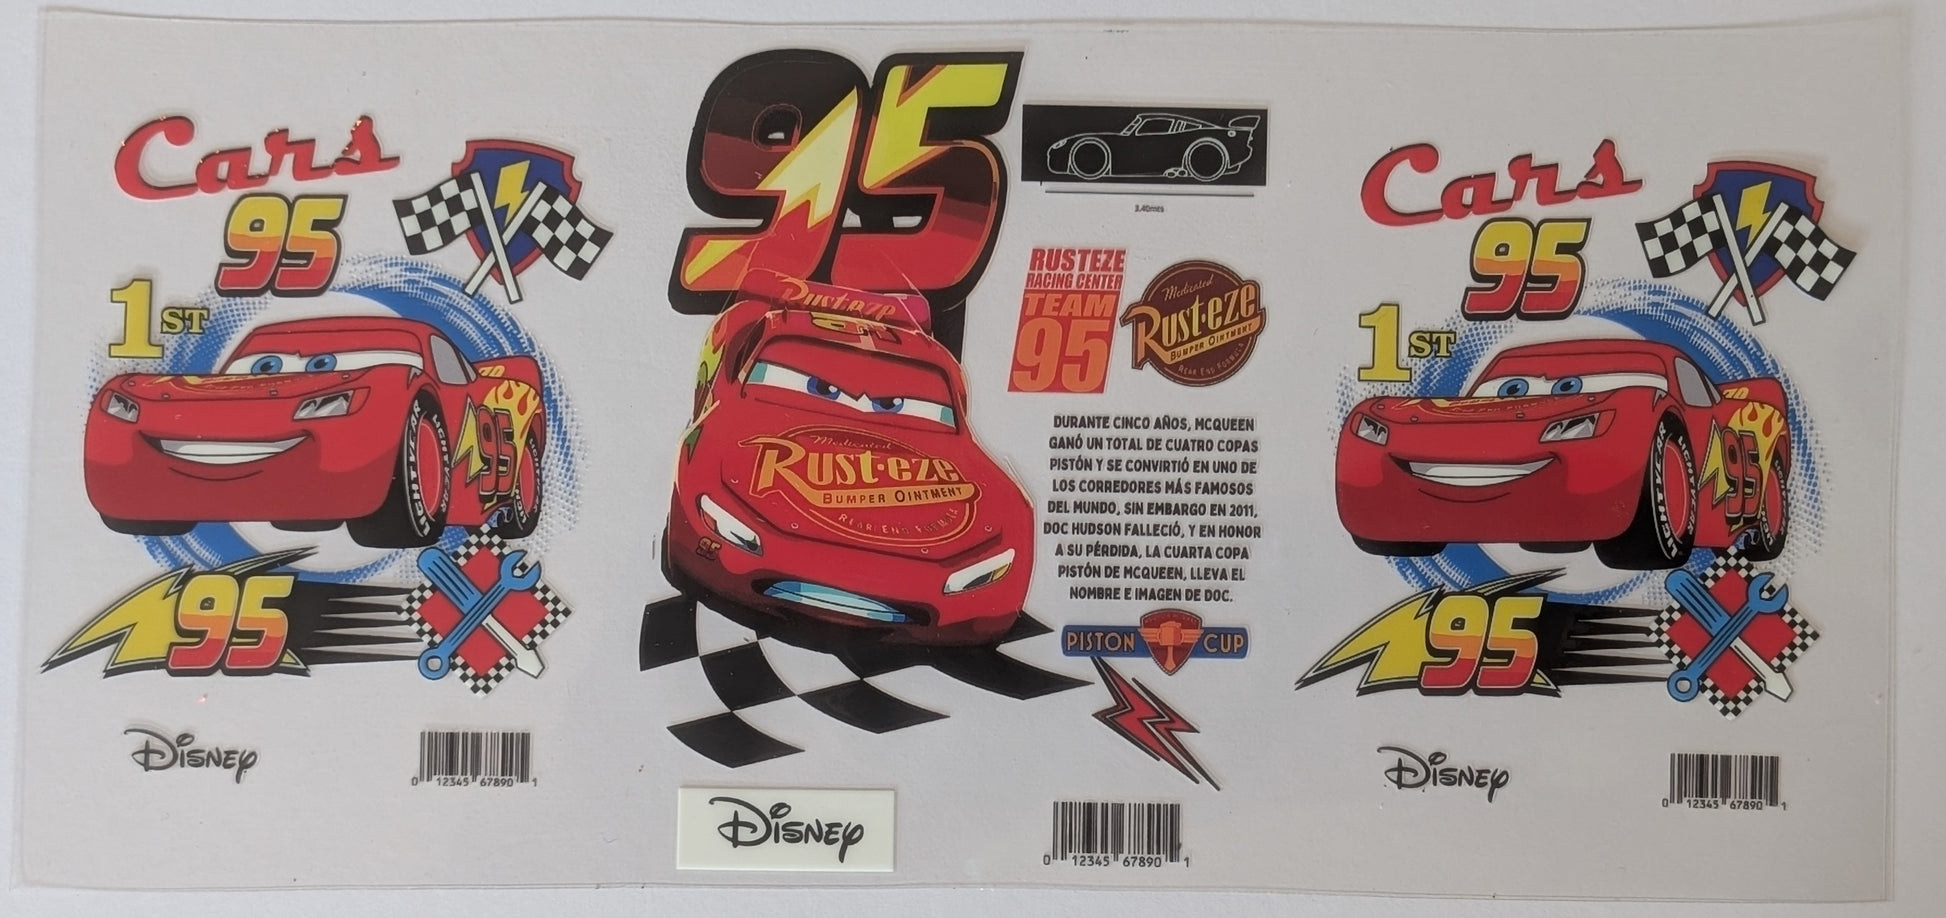 Cars
95
1ST
LIGHTYEAR
95
95
Disney
0 12345 67890 1
95
Rust-eze
Medicated
Rust-eze
BUMPER OINTMENT
REAR END FORMULA
95
Disney
3.40mts
RUSTEZE
RACING CENTER
TEAM
95
Medicated
Rust-eze
BUMPER OINTMENT
REAR END FORMULA
DURANTE CINCO AÑOS, MCQUEEN
GANÓ UN TOTAL DE CUATRO COPAS
PISTÓN Y SE CONVIRTIÓ EN UNO DE
LOS CORREDORES MÁS FAMOSOS
DEL MUNDO, SIN EMBARGO EN 2011,
DOC HUDSON FALLECIÓ, Y EN HONOR
A SU PÉRDIDA, LA CUARTA COPA
PISTÓN DE MCQUEEN, LLEVA EL
NOMBRE E IMAGEN DE DOC.
PISTON CUP
0 12345 67890 1
Cars
95
1ST
LIGHTYEAR
95
95
Disney
0 12345 67890 1